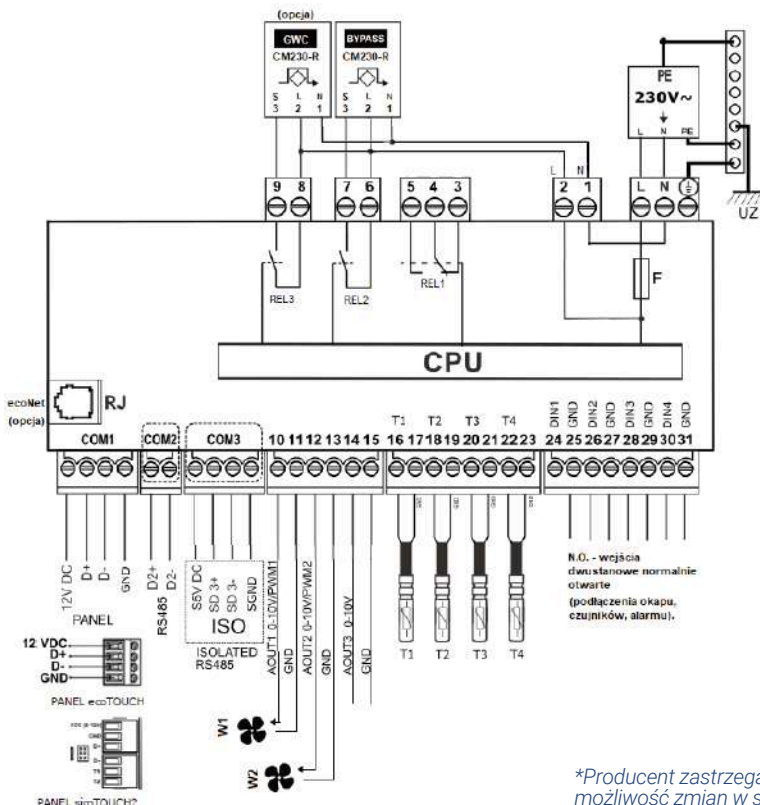 (opcja)
GWC
CM230-R
S L N
3 2 1
BYPASS
CM230-R
S L N
3 2 1
PE
230V~
L N PE
UZ
L N
9 8
7 6
5 4 3
2 1
L N
REL3
REL2
REL1
F
CPU
ecoNet
(opcja)
RJ
COM1
COM2
COM3
10 11 12 13 14 15
T1 T2 T3 T4
16 17 18 19 20 21 22 23
DIN1 GND DIN2 GND DIN3 GND DIN4 GND
24 25 26 27 28 29 30 31
12V DC
D+
D-
GND
PANEL
D2+
D2-
RS485
S5V DC
SD 3+
SD 3-
SGND
ISO
ISOLATED
RS485
AOUT1 0-10V/PWM1
GND
AOUT2 0-10V/PWM2
GND
AOUT3 0-10V
GND GND GND GND
T1 T2 T3 T4
N.O. - wejścia
dwustanowe normalnie
otwarte
(podłączenia okapu,
czujników, alarmu).
12 VDC
D+
D-
GND
PANEL ecoTOUCH
W1
W2
GND
D+
D-
PANEL simTOUCH2
*Producent zastrzega
możliwość zmian w s